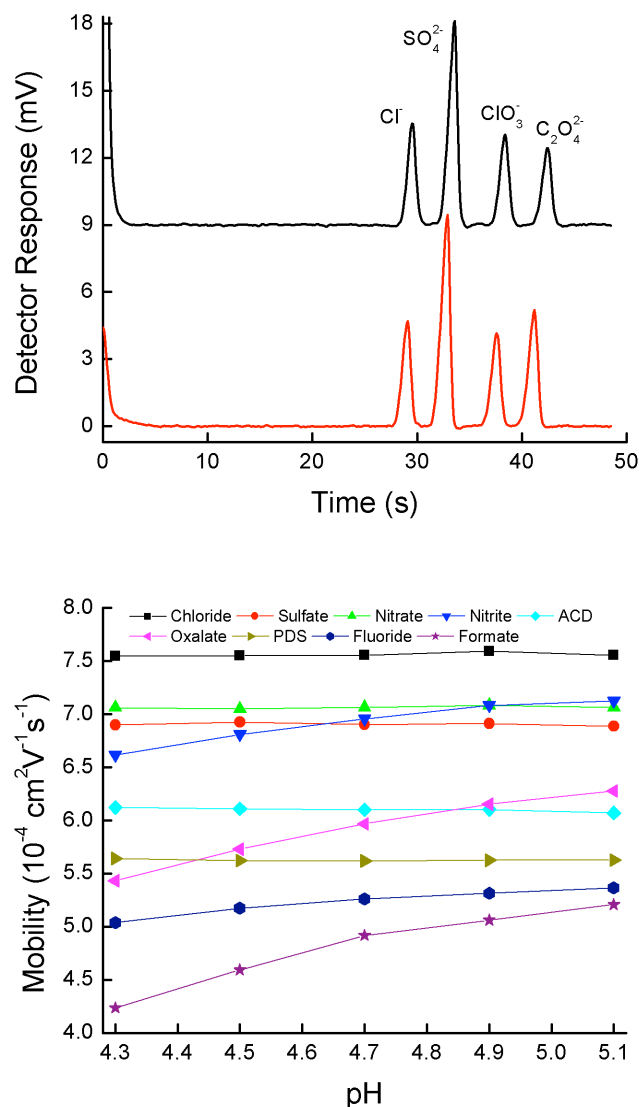 18
15
12
9
6
3
0
Detector Response (mV)
Cl⁻
SO₄²⁻
ClO₃⁻
C₂O₄²⁻
0 10 20 30 40 50
Time (s)
8.0
7.5
7.0
6.5
6.0
5.5
5.0
4.5
4.0
Mobility (10⁻⁴ cm²V⁻¹s⁻¹)
Chloride Sulfate Nitrate Nitrite ACD
Oxalate PDS Fluoride Formate
4.3 4.4 4.5 4.6 4.7 4.8 4.9 5.0 5.1
pH